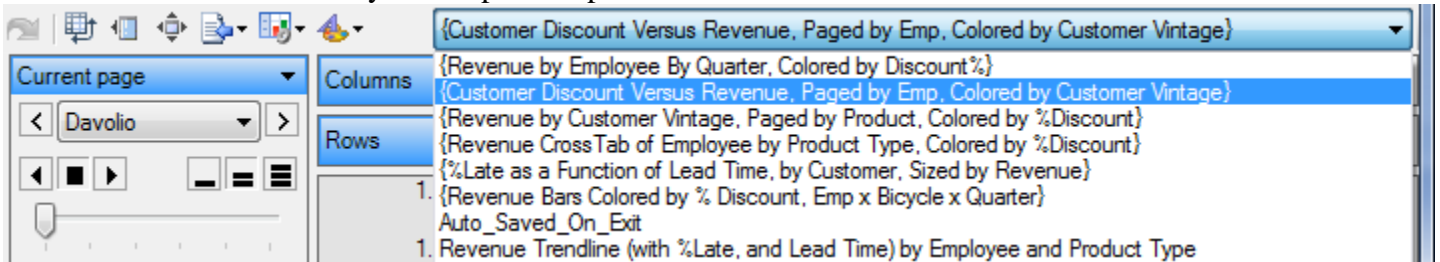 {Customer Discount Versus Revenue, Paged by Emp, Colored by Customer Vintage}
Current page
Columns
{Revenue by Employee By Quarter, Colored by Discount%}
{Customer Discount Versus Revenue, Paged by Emp, Colored by Customer Vintage}
Davolio
{Revenue by Customer Vintage, Paged by Product, Colored by %Discount}
Rows
{Revenue CrossTab of Employee by Product Type, Colored by %Discount}
{%Late as a Function of Lead Time, by Customer, Sized by Revenue}
1.
{Revenue Bars Colored by % Discount, Emp x Bicycle x Quarter}
Auto_Saved_On_Exit
1.
Revenue Trendline (with %Late, and Lead Time) by Employee and Product Type